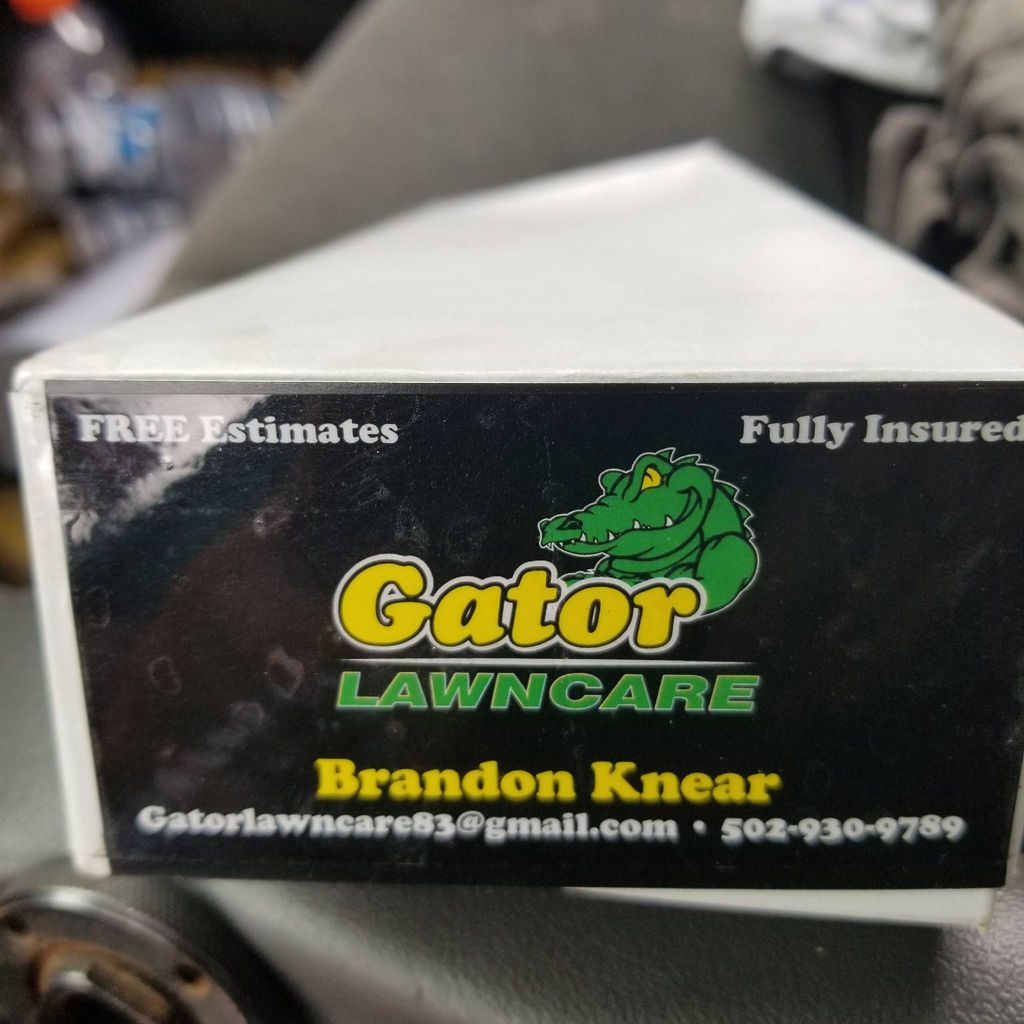 FREE Estimates
Fully Insured
Gator
LAWNCARE
Brandon Knear
Gatorlawncare83@gmail.com • 502-930-9789